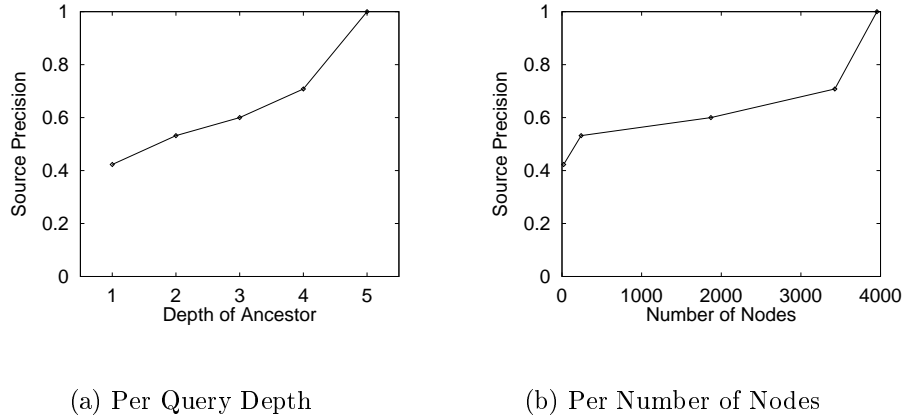 1
0.8
0.6
0.4
0.2
0
Source Precision
1 2 3 4 5
Depth of Ancestor
(a) Per Query Depth
1
0.8
0.6
0.4
0.2
0
Source Precision
0 1000 2000 3000 4000
Number of Nodes
(b) Per Number of Nodes